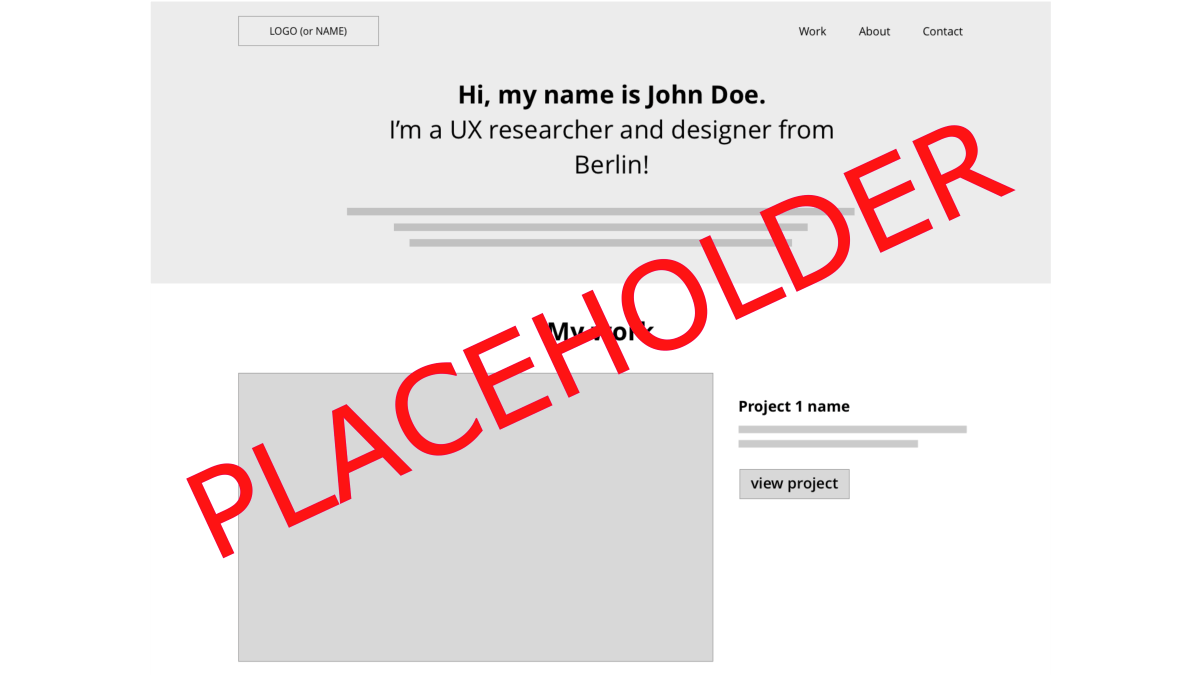 LOGO (or NAME)
Work About Contact
Hi, my name is John Doe.
I’m a UX researcher and designer from
Berlin!
My work
PLACEHOLDER
Project 1 name
view project